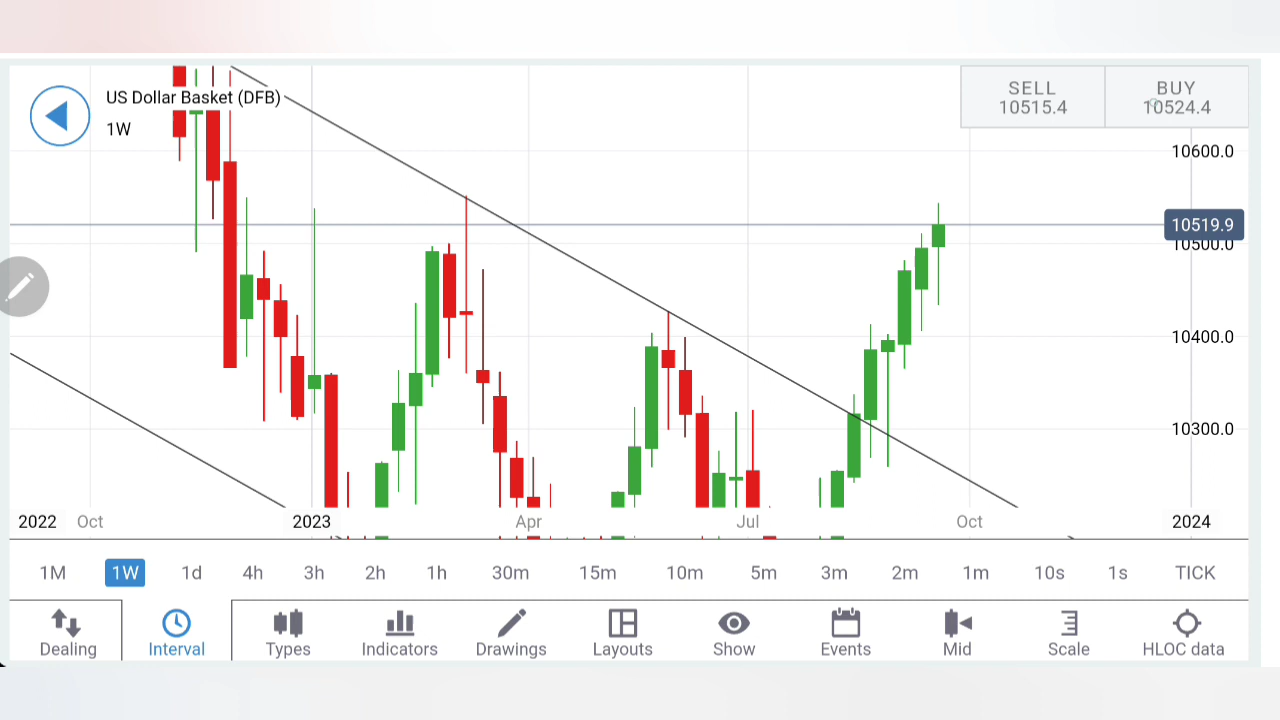 US Dollar Basket (DFB)
1W
SELL BUY
10515.4 10524.4
10600.0
10519.9
10500.0
10400.0
10300.0
2022 Oct 2023 Apr Jul Oct 2024
1M 1W 1d 4h 3h 2h 1h 30m 15m 10m 5m 3m 2m 1m 10s 1s TICK
Dealing Interval Types Indicators Drawings Layouts Show Events Mid Scale HLOC data